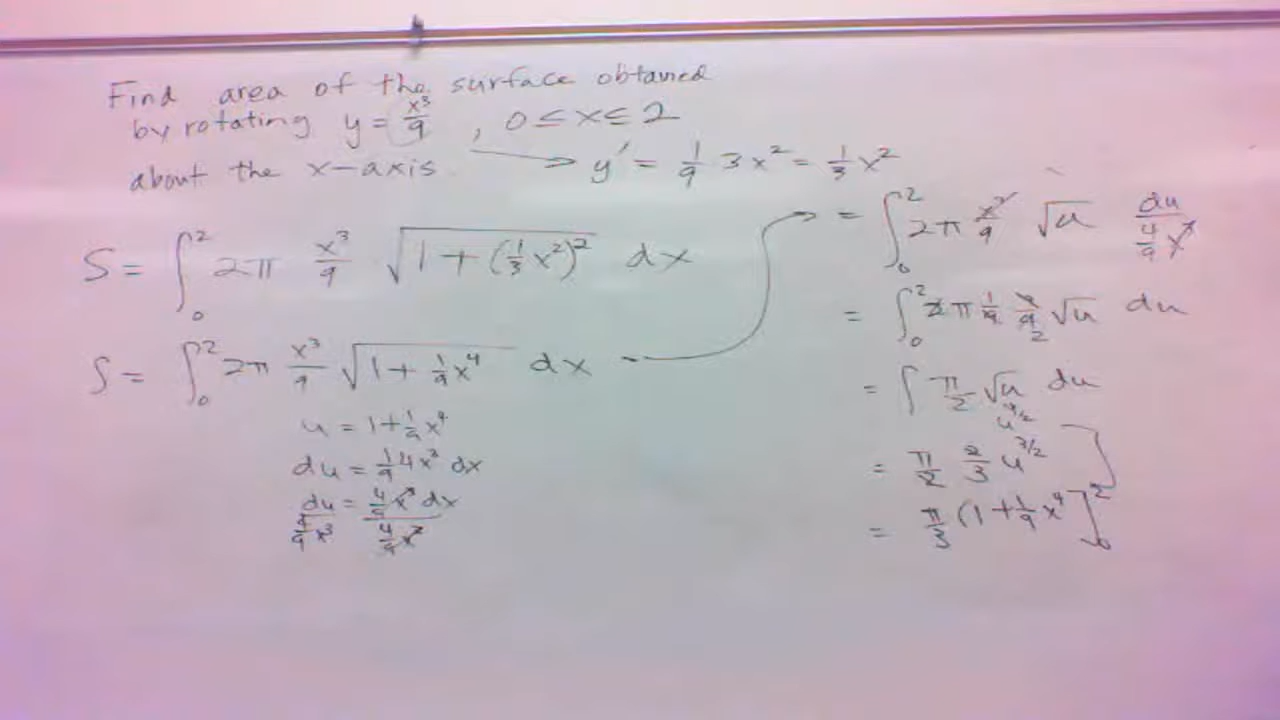 Find area of the surface obtained
by rotating y = x³/9 , 0 ≤ x ≤ 2
about the x-axis → y' = 1/9 3x² = 1/3 x²
S = ∫₀² 2π x³/9 √(1 + (1/3 x²)²) dx
S = ∫₀² 2π x³/9 √(1 + 1/9 x⁴) dx
u = 1 + 1/9 x⁴
du = 1/9 4x³ dx
du/(4/9 x³) = (4/9 x³ dx)/(4/9 x³)
= ∫₀² 2π x³/9 √u du/(4/9 x³)
= ∫₀² 2π 1/9 9/4 √u du
= ∫ π/2 √u du
u^(1/2)
= π/2 2/3 u^(3/2)
= π/3 (1 + 1/9 x⁴ ]₀²